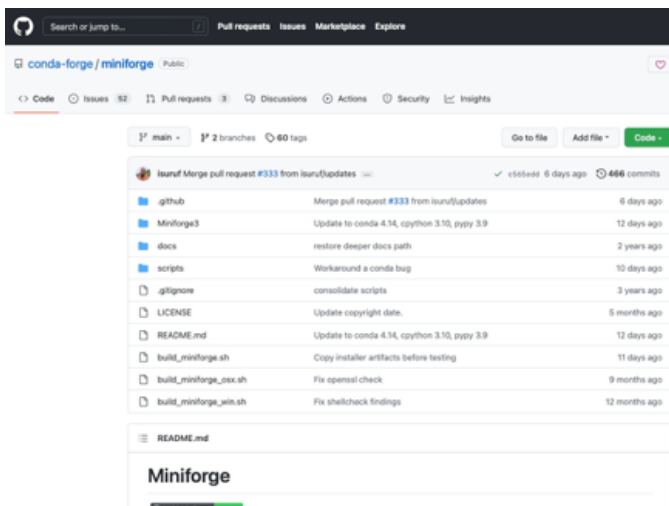 Search or jump to... /
Pull requests Issues Marketplace Explore
conda-forge / miniforge Public
Code Issues 52 Pull requests 3 Discussions Actions Security Insights
main 2 branches 60 tags Go to file Add file Code
isuruf Merge pull request #333 from isuruf/updates ... 6 days ago 466 commits
.github Merge pull request #333 from isuruf/updates 6 days ago
Miniforge3 Update to conda 4.14, cpython 3.10, pypy 3.9 12 days ago
docs restore deeper docs path 2 years ago
scripts Workaround a conda bug 10 days ago
.gitignore consolidate scripts 3 years ago
LICENSE Update copyright date. 5 months ago
README.md Update to conda 4.14, cpython 3.10, pypy 3.9 12 days ago
build_miniforge.sh Copy installer artifacts before testing 11 days ago
build_miniforge_osx.sh Fix openssl check 9 months ago
build_miniforge_win.sh Fix shellcheck findings 12 months ago
README.md
Miniforge